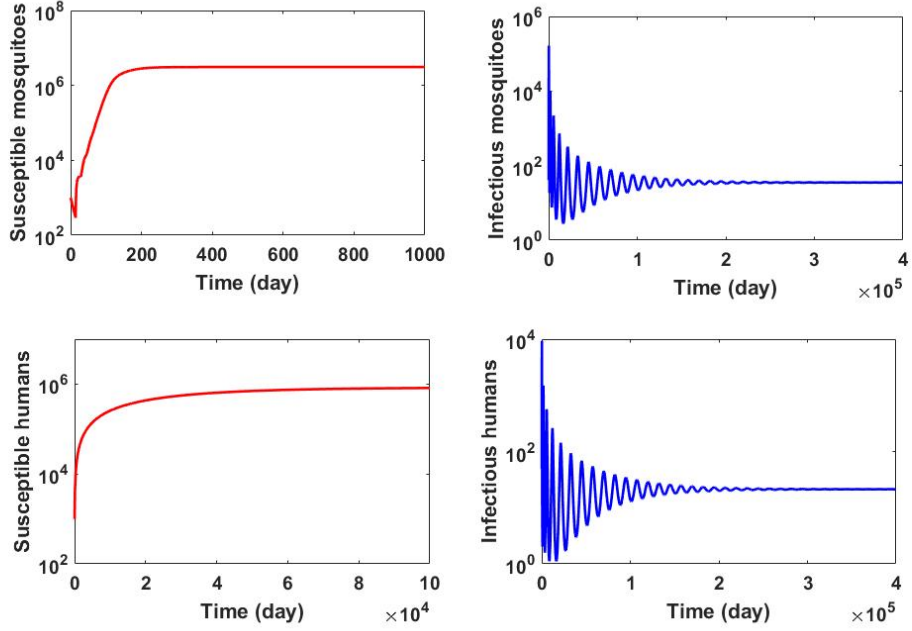 Susceptible mosquitoes
10^8
10^6
10^4
10^2
0 200 400 600 800 1000
Time (day)
Infectious mosquitoes
10^6
10^4
10^2
10^0
0 1 2 3 4
Time (day)
×10^5
Susceptible humans
10^6
10^4
10^2
0 2 4 6 8 10
Time (day)
×10^4
Infectious humans
10^4
10^2
10^0
0 1 2 3 4
Time (day)
×10^5